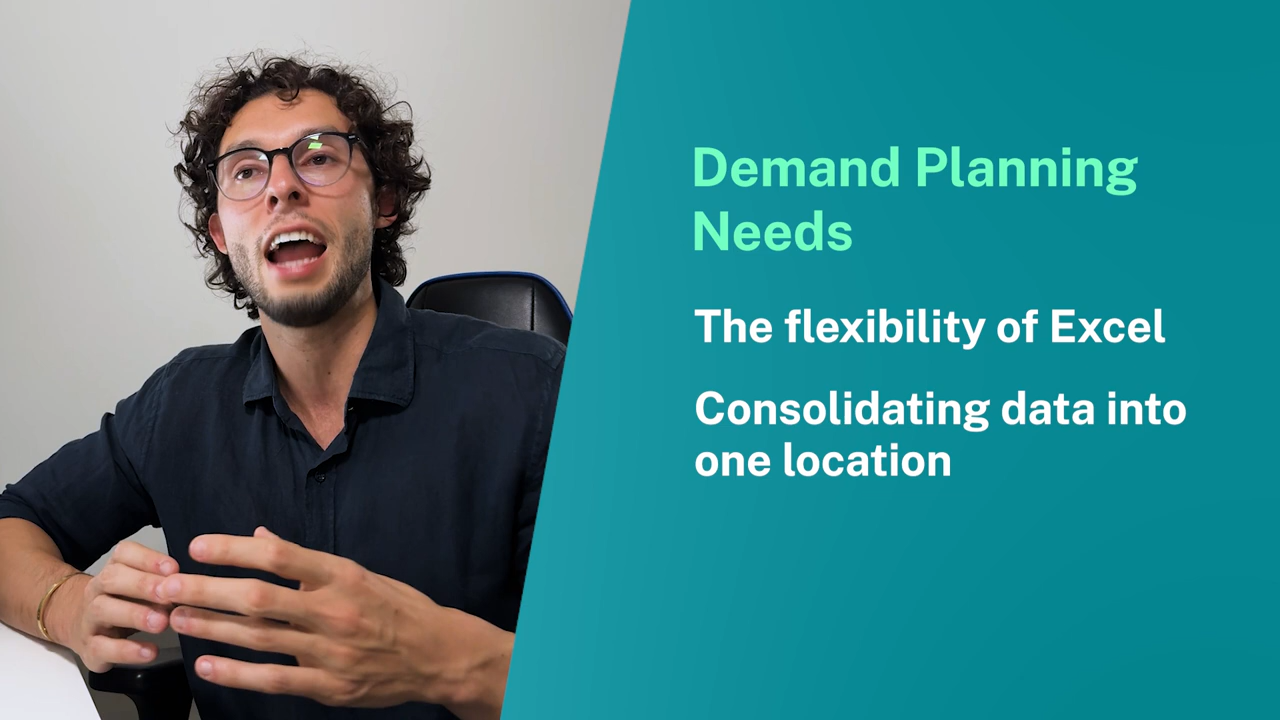 Demand Planning
Needs
The flexibility of Excel
Consolidating data into
one location